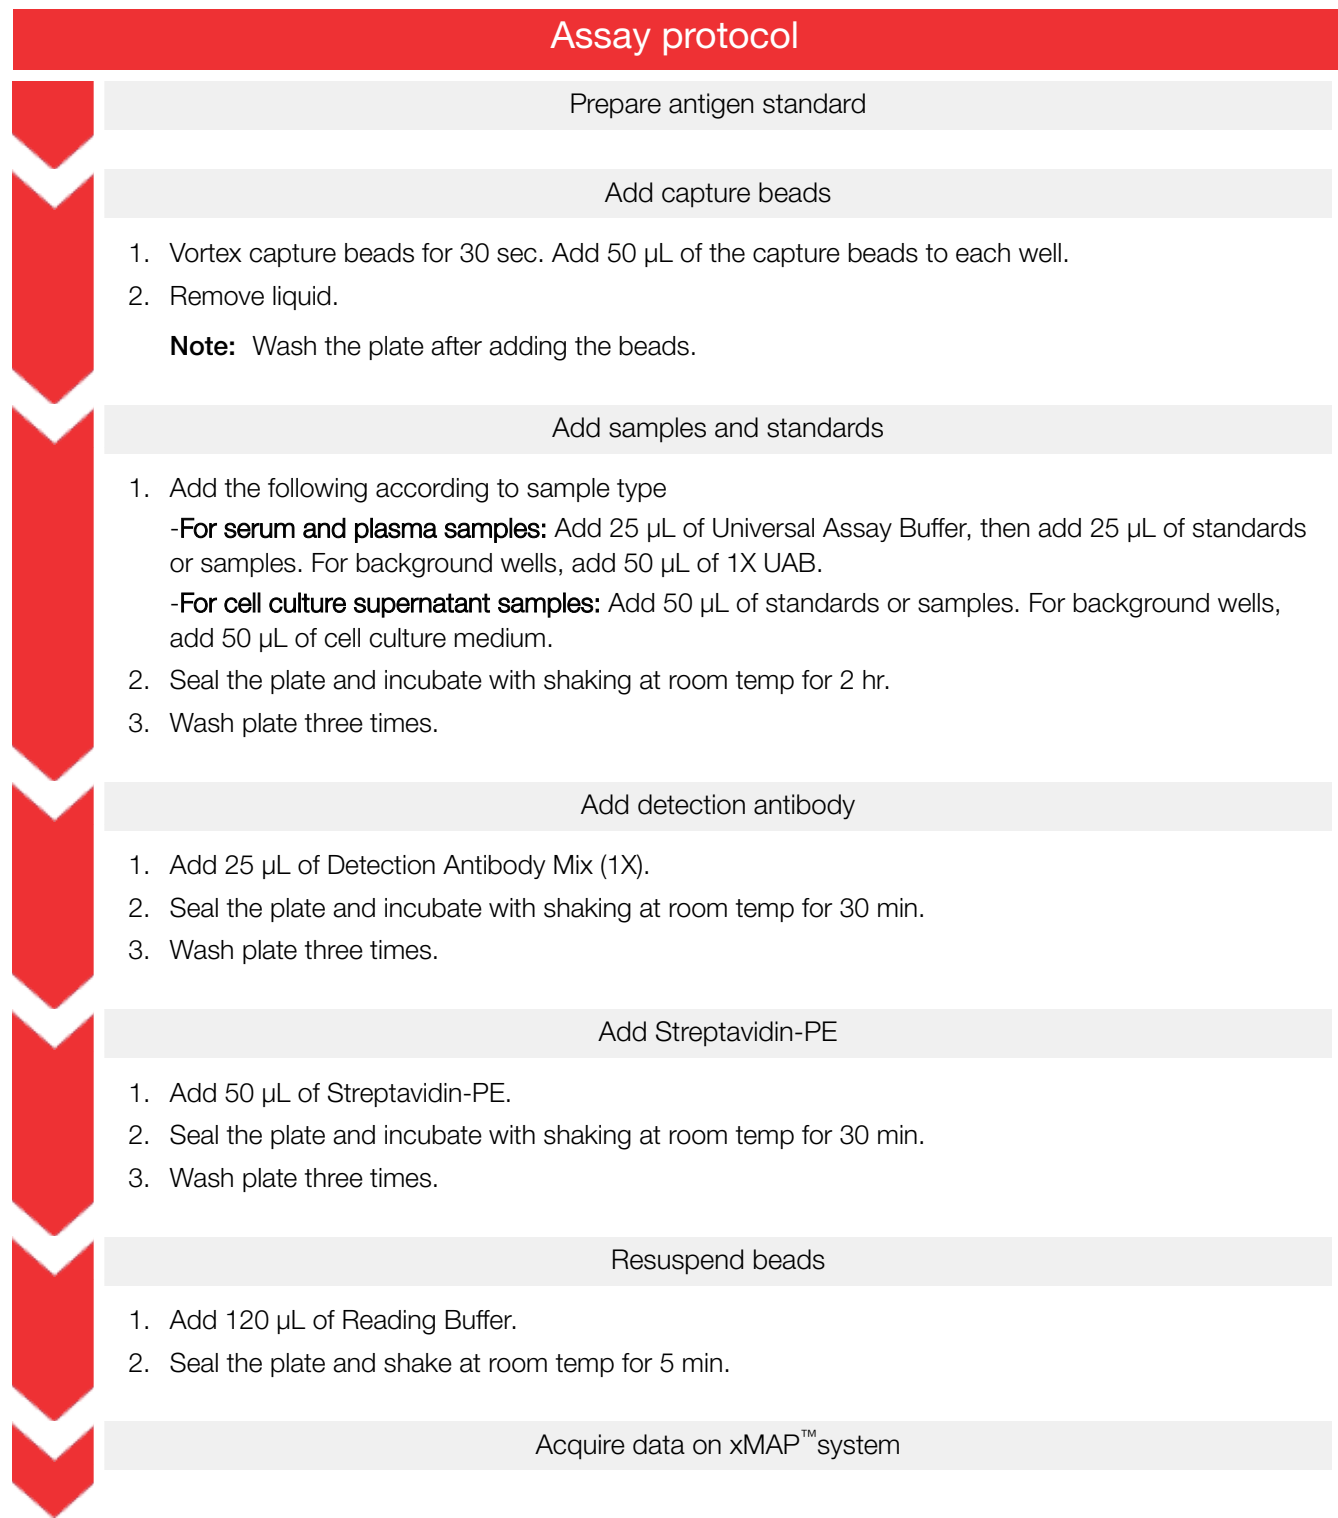 Assay protocol
Prepare antigen standard
Add capture beads
1. Vortex capture beads for 30 sec. Add 50 µL of the capture beads to each well.
2. Remove liquid.
Note: Wash the plate after adding the beads.
Add samples and standards
1. Add the following according to sample type
-For serum and plasma samples: Add 25 µL of Universal Assay Buffer, then add 25 µL of standards
or samples. For background wells, add 50 µL of 1X UAB.
-For cell culture supernatant samples: Add 50 µL of standards or samples. For background wells,
add 50 µL of cell culture medium.
2. Seal the plate and incubate with shaking at room temp for 2 hr.
3. Wash plate three times.
Add detection antibody
1. Add 25 µL of Detection Antibody Mix (1X).
2. Seal the plate and incubate with shaking at room temp for 30 min.
3. Wash plate three times.
Add Streptavidin-PE
1. Add 50 µL of Streptavidin-PE.
2. Seal the plate and incubate with shaking at room temp for 30 min.
3. Wash plate three times.
Resuspend beads
1. Add 120 µL of Reading Buffer.
2. Seal the plate and shake at room temp for 5 min.
Acquire data on xMAP™system